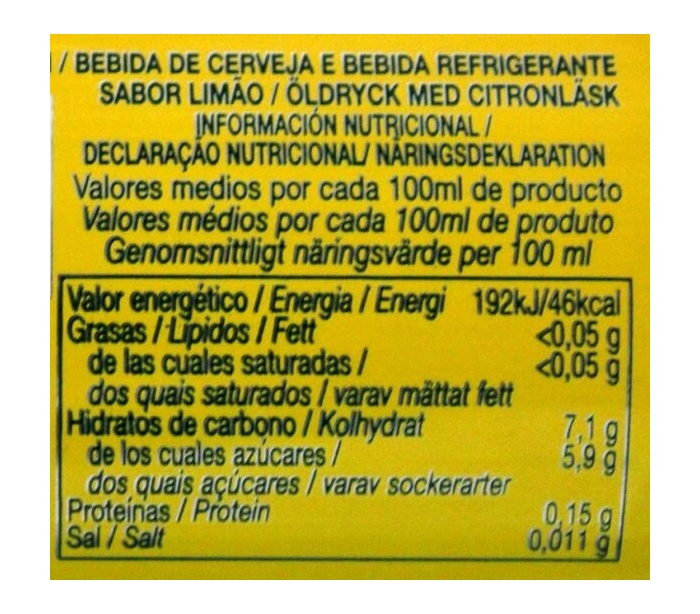 / BEBIDA DE CERVEJA E BEBIDA REFRIGERANTE
SABOR LIMÃO / ÖLDRYCK MED CITRONLÄSK
INFORMACIÓN NUTRICIONAL /
DECLARAÇÃO NUTRICIONAL/ NÄRINGSDEKLARATION
Valores medios por cada 100ml de producto
Valores médios por cada 100ml de produto
Genomsnittligt näringsvärde per 100 ml
Valor energético / Energia / Energi 192kJ/46kcal
Grasas / Lípidos / Fett <0,05 g
de las cuales saturadas / <0,05 g
dos quais saturados / varav mättat fett
Hidratos de carbono / Kolhydrat 7,1 g
de los cuales azúcares / 5,9 g
dos quais açúcares / varav sockerarter
Proteínas / Protein 0,15 g
Sal / Salt 0,011 g